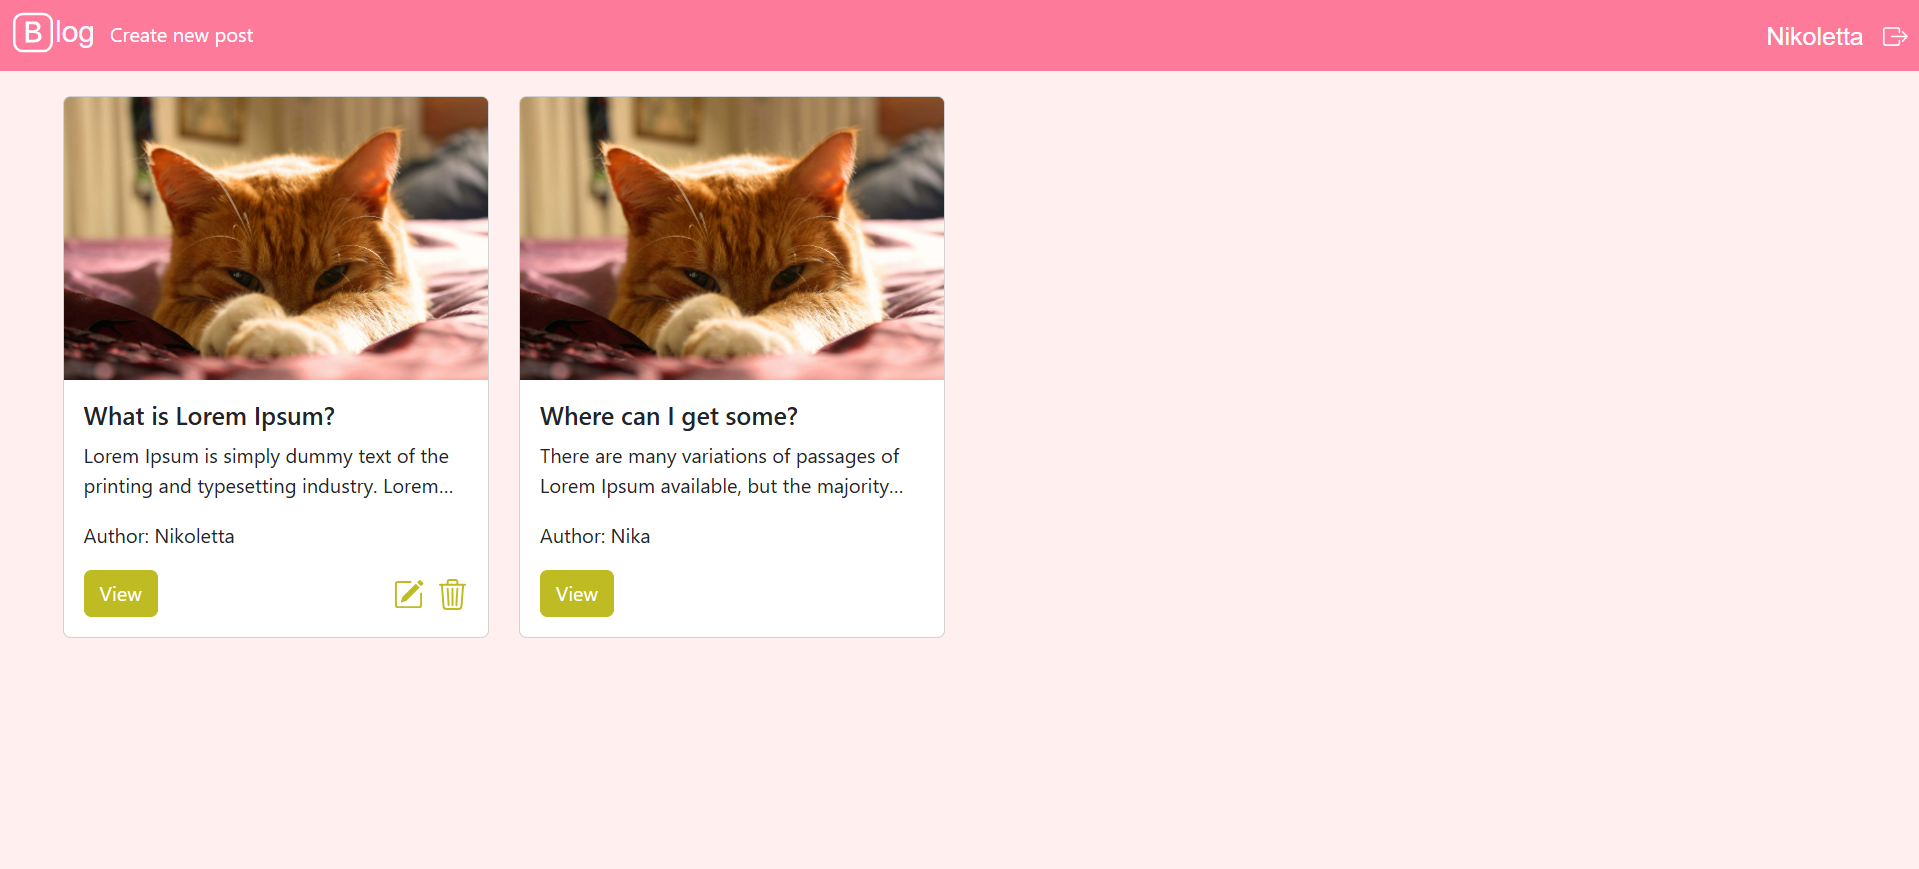 Blog Create new post Nikoletta
What is Lorem Ipsum?
Lorem Ipsum is simply dummy text of the
printing and typesetting industry. Lorem...
Author: Nikoletta
View
Where can I get some?
There are many variations of passages of
Lorem Ipsum available, but the majority...
Author: Nika
View